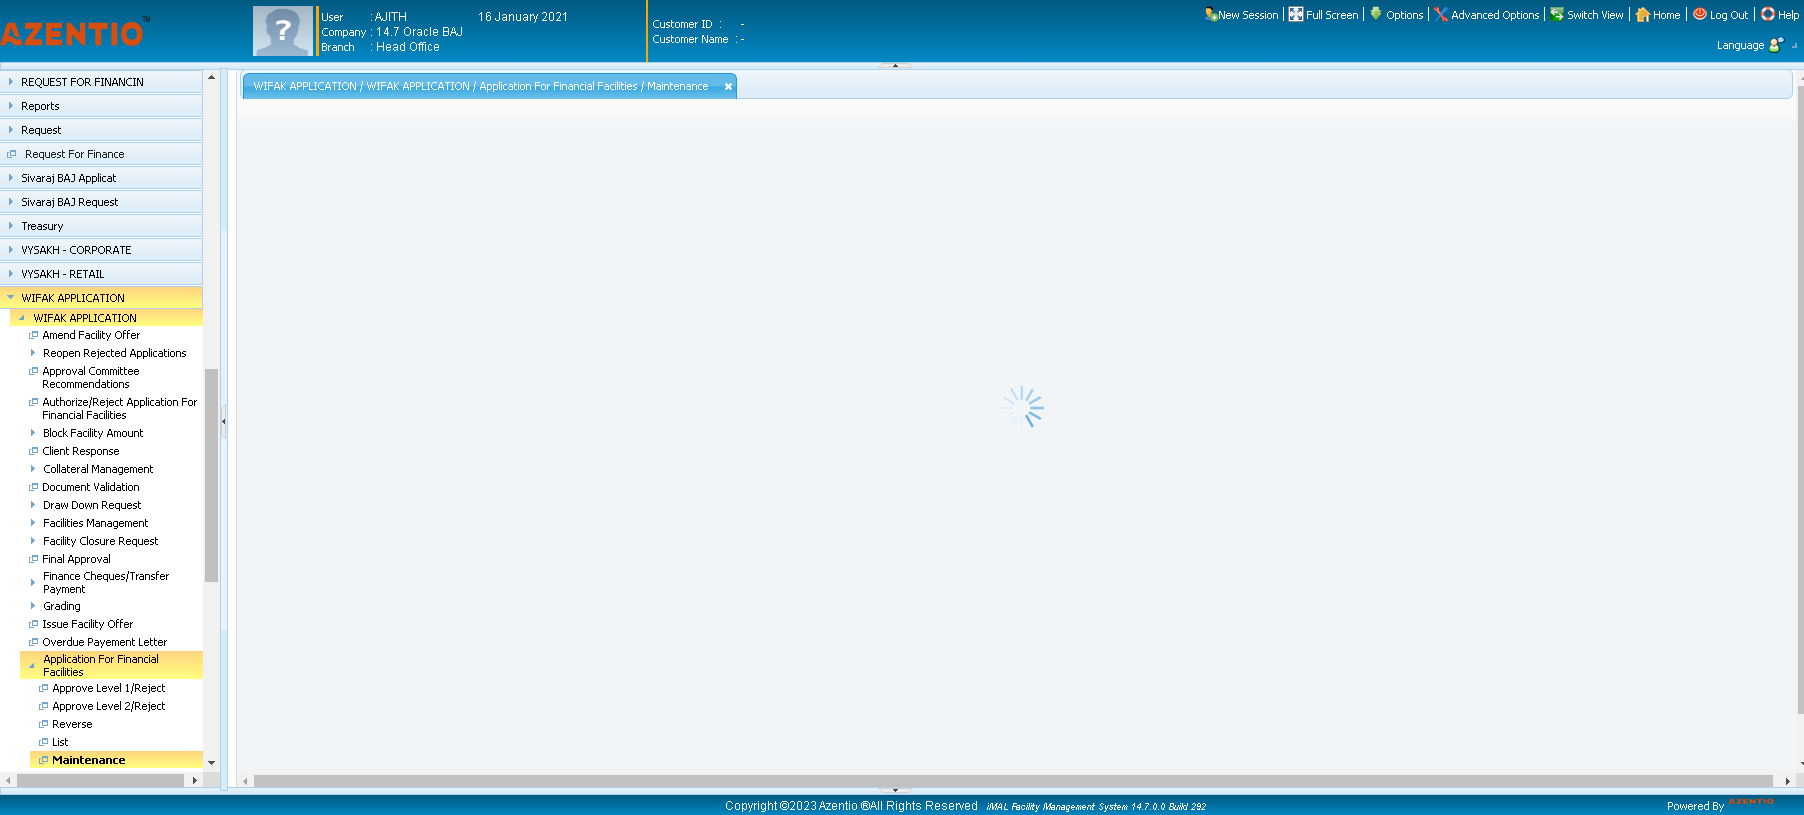 AZENTIO TM
User : AJITH 16 January 2021
Company : 14.7 Oracle BAJ
Branch : Head Office
Customer ID : -
Customer Name : -
New Session | Full Screen | Options | Advanced Options | Switch View | Home | Log Out | Help
Language
REQUEST FOR FINANCIN
Reports
Request
Request For Finance
Sivaraj BAJ Applicat
Sivaraj BAJ Request
Treasury
VYSAKH - CORPORATE
VYSAKH - RETAIL
WIFAK APPLICATION
WIFAK APPLICATION
Amend Facility Offer
Reopen Rejected Applications
Approval Committee
Recommendations
Authorize/Reject Application For
Financial Facilities
Block Facility Amount
Client Response
Collateral Management
Document Validation
Draw Down Request
Facilities Management
Facility Closure Request
Final Approval
Finance Cheques/Transfer
Payment
Grading
Issue Facility Offer
Overdue Payement Letter
Application For Financial
Facilities
Approve Level 1/Reject
Approve Level 2/Reject
Reverse
List
Maintenance
WIFAK APPLICATION / WIFAK APPLICATION / Application For Financial Facilities / Maintenance
Copyright ©2023 Azentio ®All Rights Reserved iMAL Facility Management System 14.7.0.0 Build 292
Powered By AZENTIO